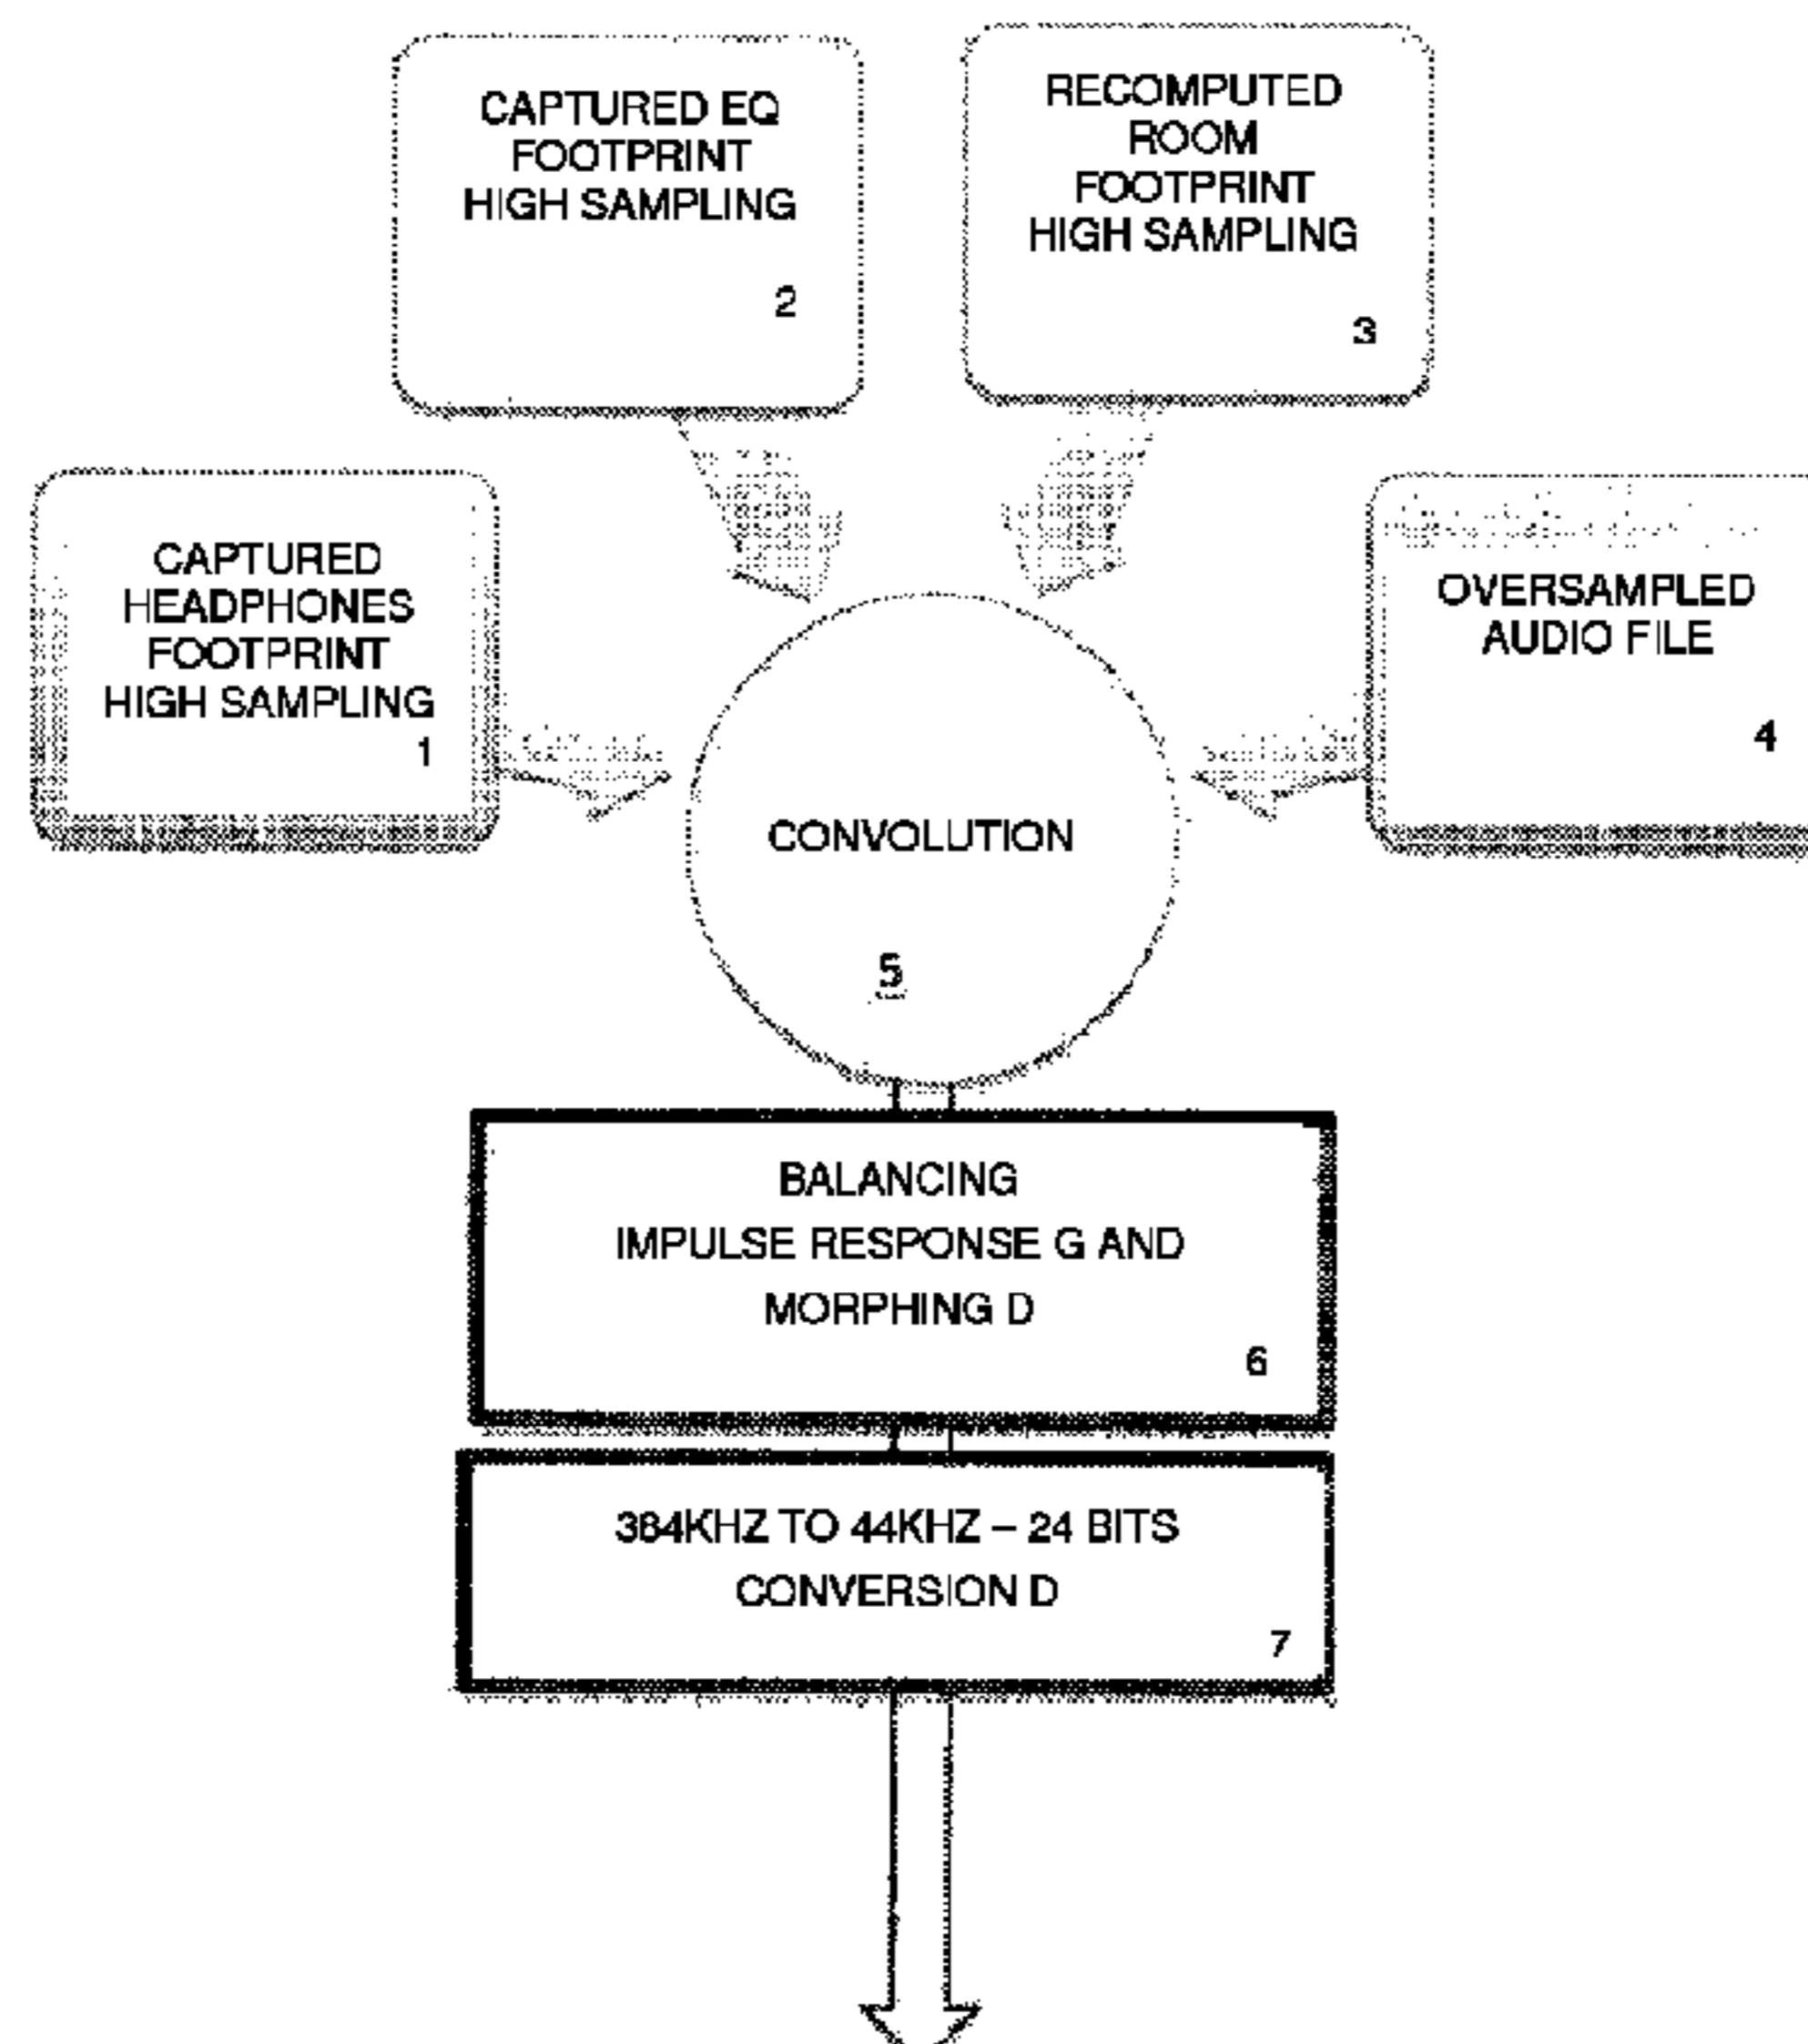 CAPTURED EQ
FOOTPRINT
HIGH SAMPLING
2
RECOMPUTED
ROOM
FOOTPRINT
HIGH SAMPLING
3
CAPTURED
HEADPHONES
FOOTPRINT
HIGH SAMPLING
1
OVERSAMPLED
AUDIO FILE
4
CONVOLUTION
5
BALANCING
IMPULSE RESPONSE G AND
MORPHING D
6
384KHZ TO 44KHZ – 24 BITS
CONVERSION D
7